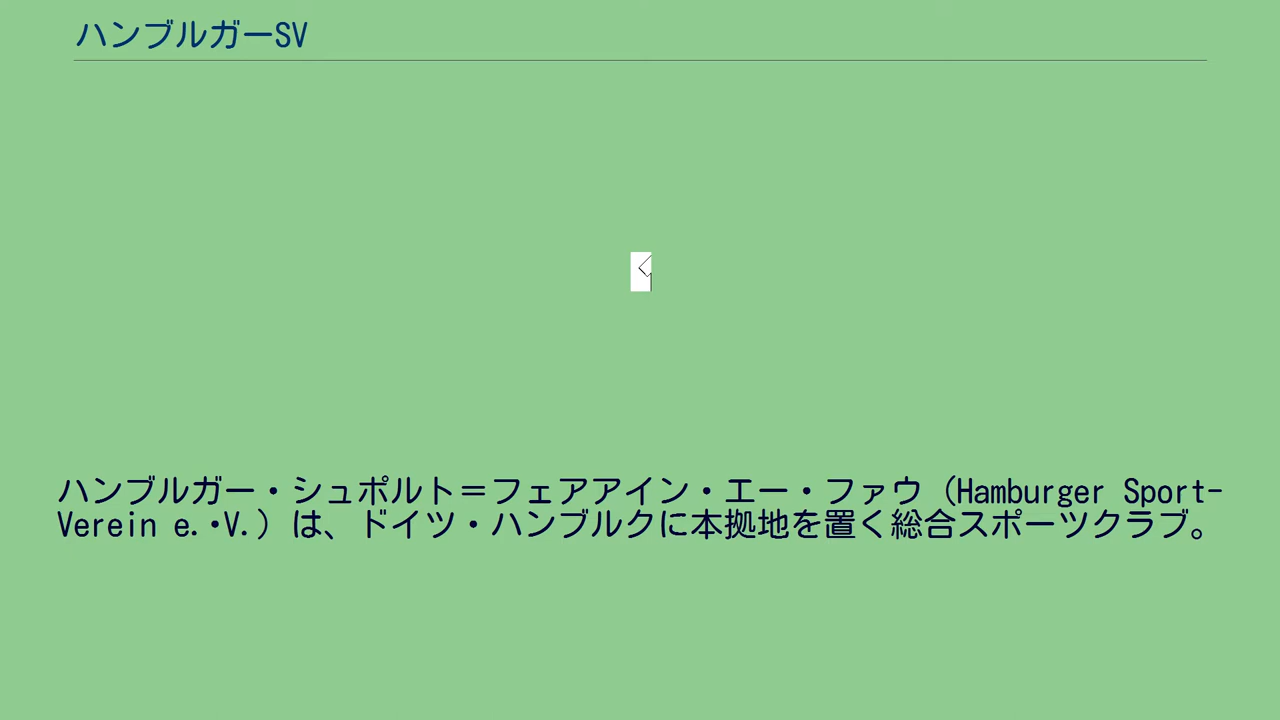 ハンブルガーSV
ハンブルガー・シュポルト＝フェアアイン・エー・ファウ（Hamburger Sport-
Verein e.･V.）は、ドイツ・ハンブルクに本拠地を置く総合スポーツクラブ。